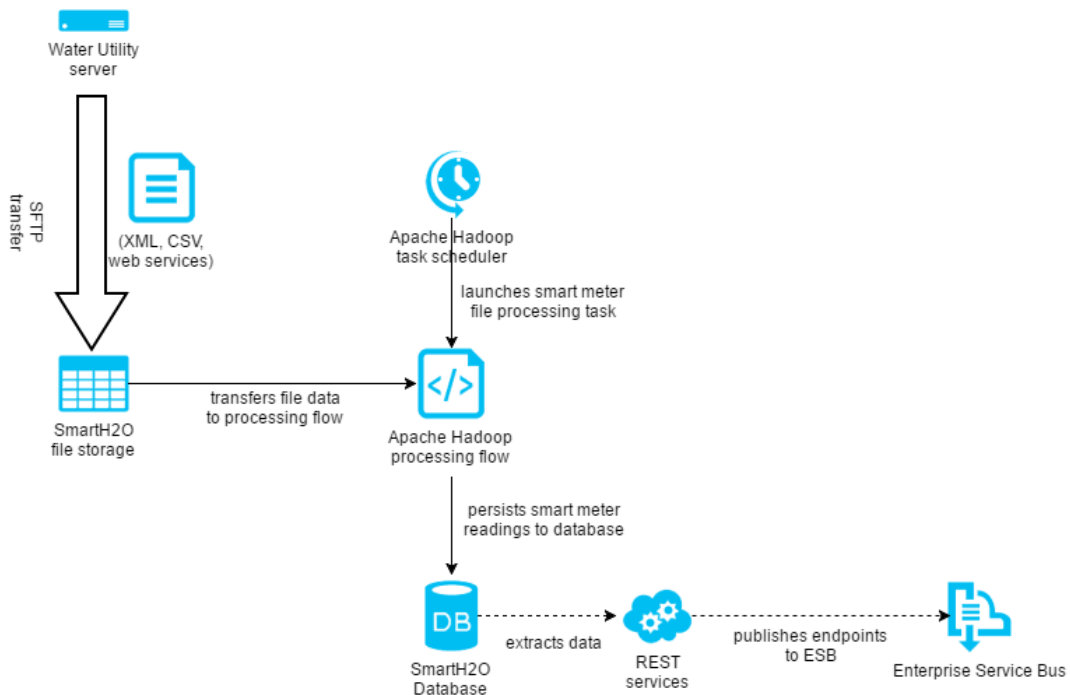 Water Utility
server
SFTP
transfer
(XML, CSV,
web services)
Apache Hadoop
task scheduler
launches smart meter
file processing task
SmartH2O
file storage
transfers file data
to processing flow
</>
Apache Hadoop
processing flow
persists smart meter
readings to database
DB
SmartH2O
Database
extracts data
REST
services
publishes endpoints
to ESB
Enterprise Service Bus